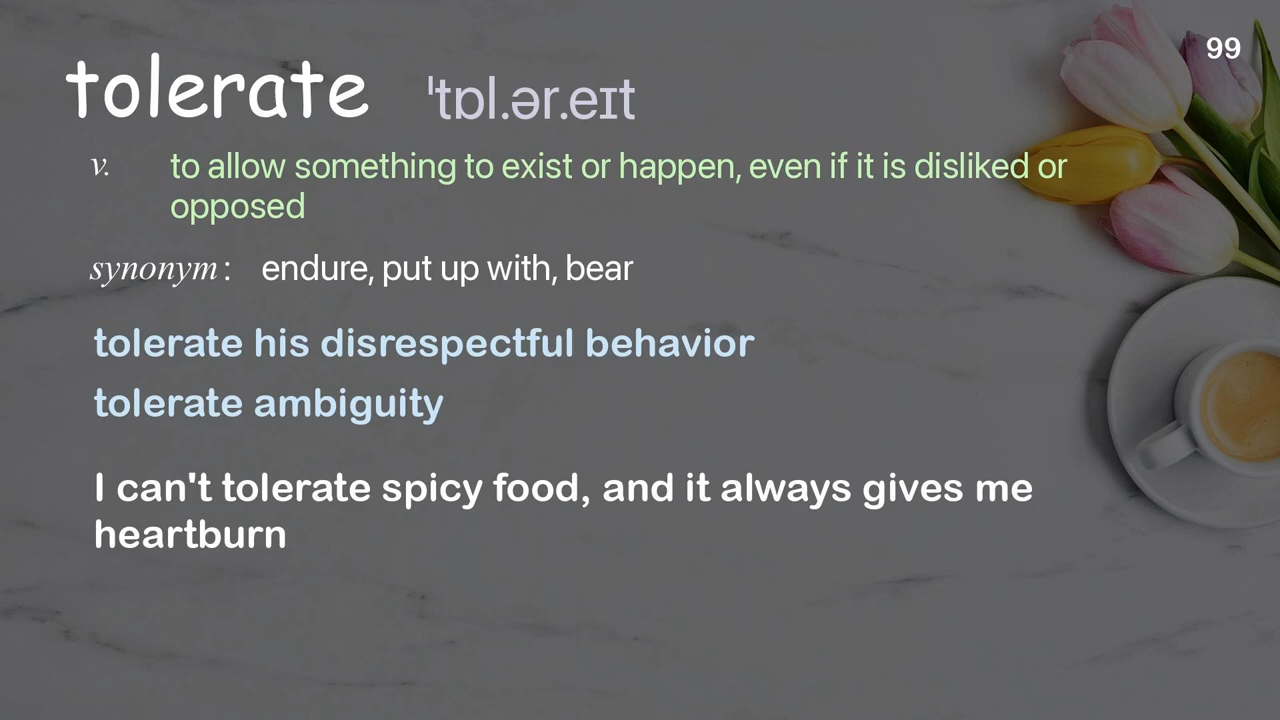 99
tolerate ˈtɒl.ər.eɪt
v. to allow something to exist or happen, even if it is disliked or
opposed
synonym : endure, put up with, bear
tolerate his disrespectful behavior
tolerate ambiguity
I can't tolerate spicy food, and it always gives me
heartburn